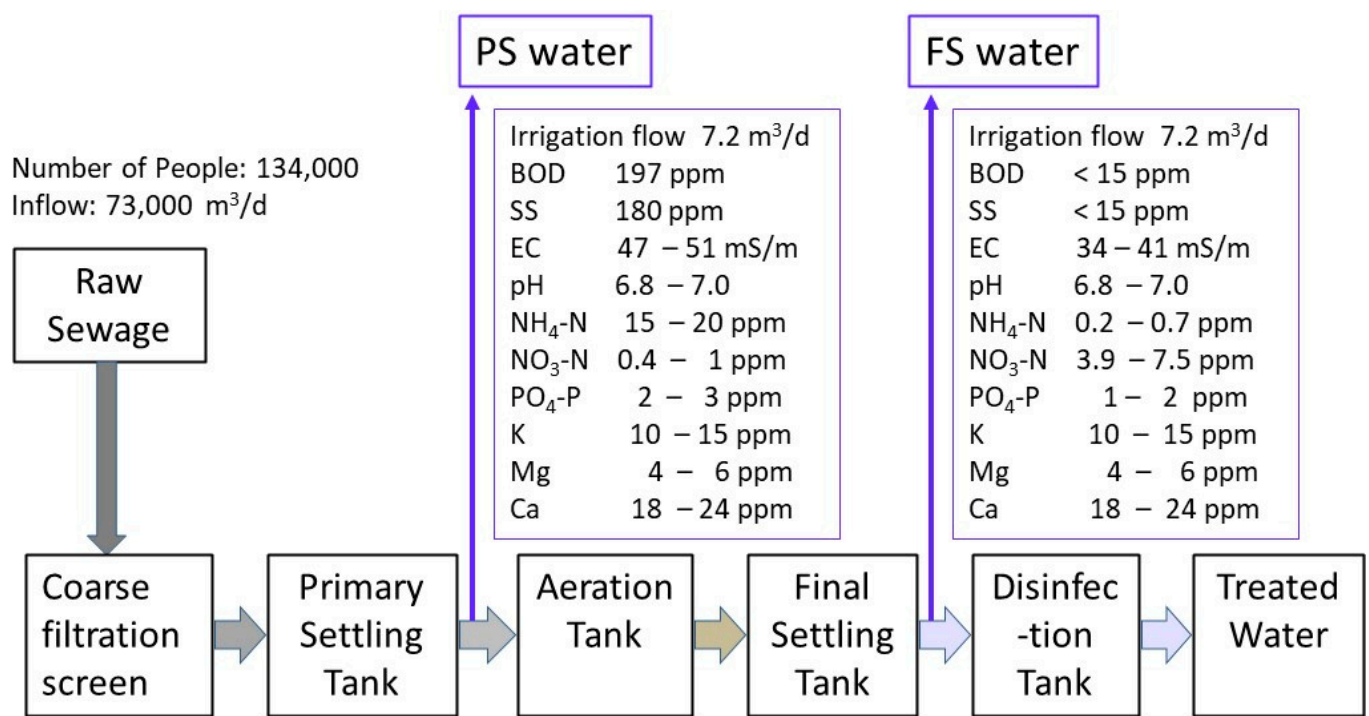 PS water
FS water
Number of People: 134,000
Inflow: 73,000 m³/d
Raw
Sewage
Irrigation flow 7.2 m³/d
BOD 197 ppm
SS 180 ppm
EC 47 – 51 mS/m
pH 6.8 – 7.0
NH₄-N 15 – 20 ppm
NO₃-N 0.4 – 1 ppm
PO₄-P 2 – 3 ppm
K 10 – 15 ppm
Mg 4 – 6 ppm
Ca 18 – 24 ppm
Irrigation flow 7.2 m³/d
BOD < 15 ppm
SS < 15 ppm
EC 34 – 41 mS/m
pH 6.8 – 7.0
NH₄-N 0.2 – 0.7 ppm
NO₃-N 3.9 – 7.5 ppm
PO₄-P 1 – 2 ppm
K 10 – 15 ppm
Mg 4 – 6 ppm
Ca 18 – 24 ppm
Coarse
filtration
screen
Primary
Settling
Tank
Aeration
Tank
Final
Settling
Tank
Disinfec
-tion
Tank
Treated
Water